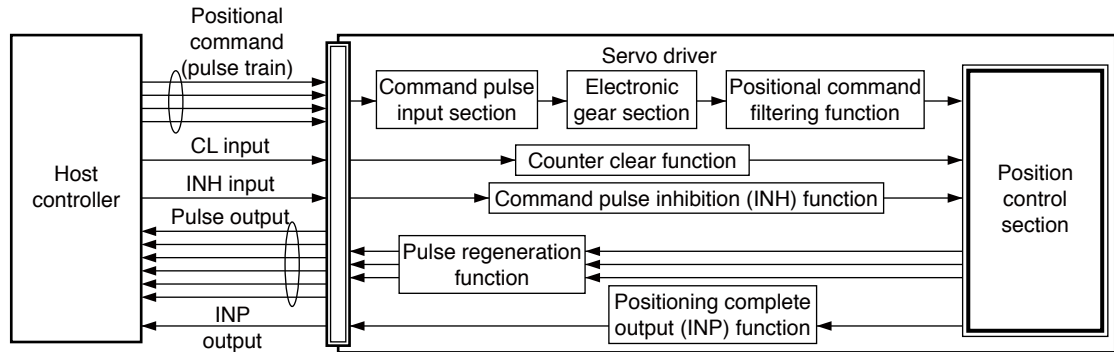 Positional
command
(pulse train)
Servo driver
Command pulse
input section
Electronic
gear section
Positional command
filtering function
CL input
Counter clear function
Host
controller
INH input
Command pulse inhibition (INH) function
Position
control
section
Pulse output
Pulse regeneration
function
Positioning complete
output (INP) function
INP
output